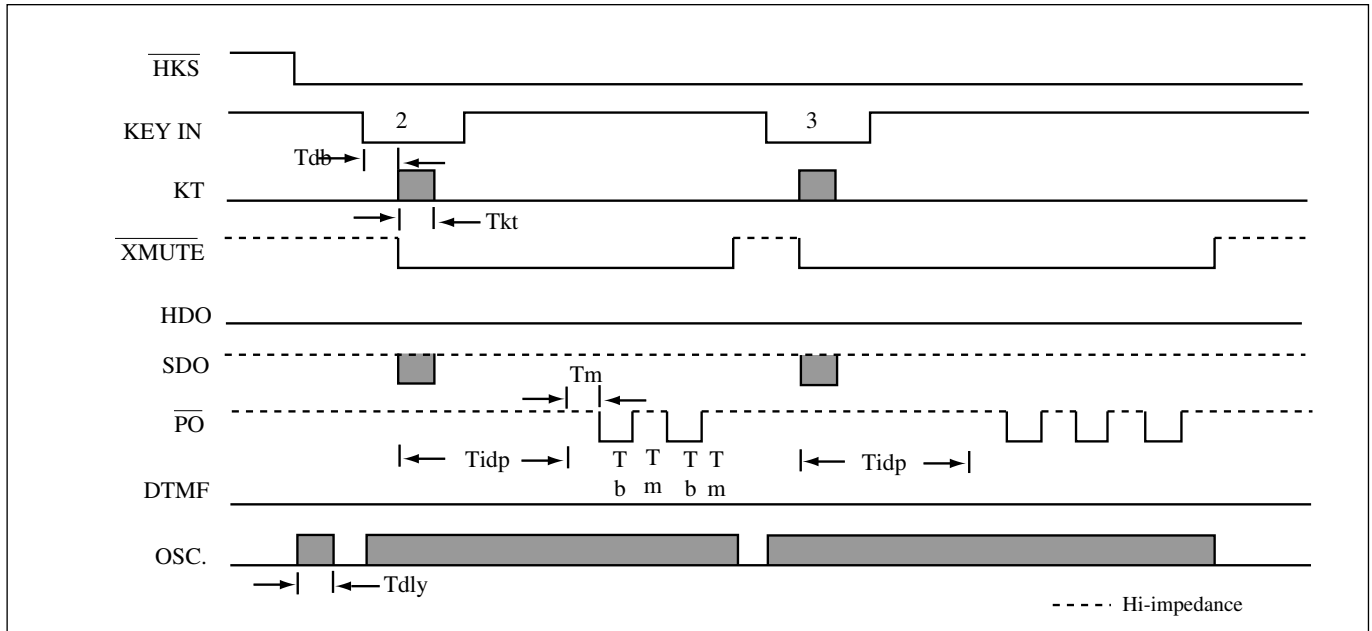 HKS
KEY IN 2 3
Tdb
KT
Tkt
XMUTE
HDO
SDO
Tm
PO
Tidp T b T m T b T m Tidp
DTMF
OSC.
Tdly
Hi-impedance